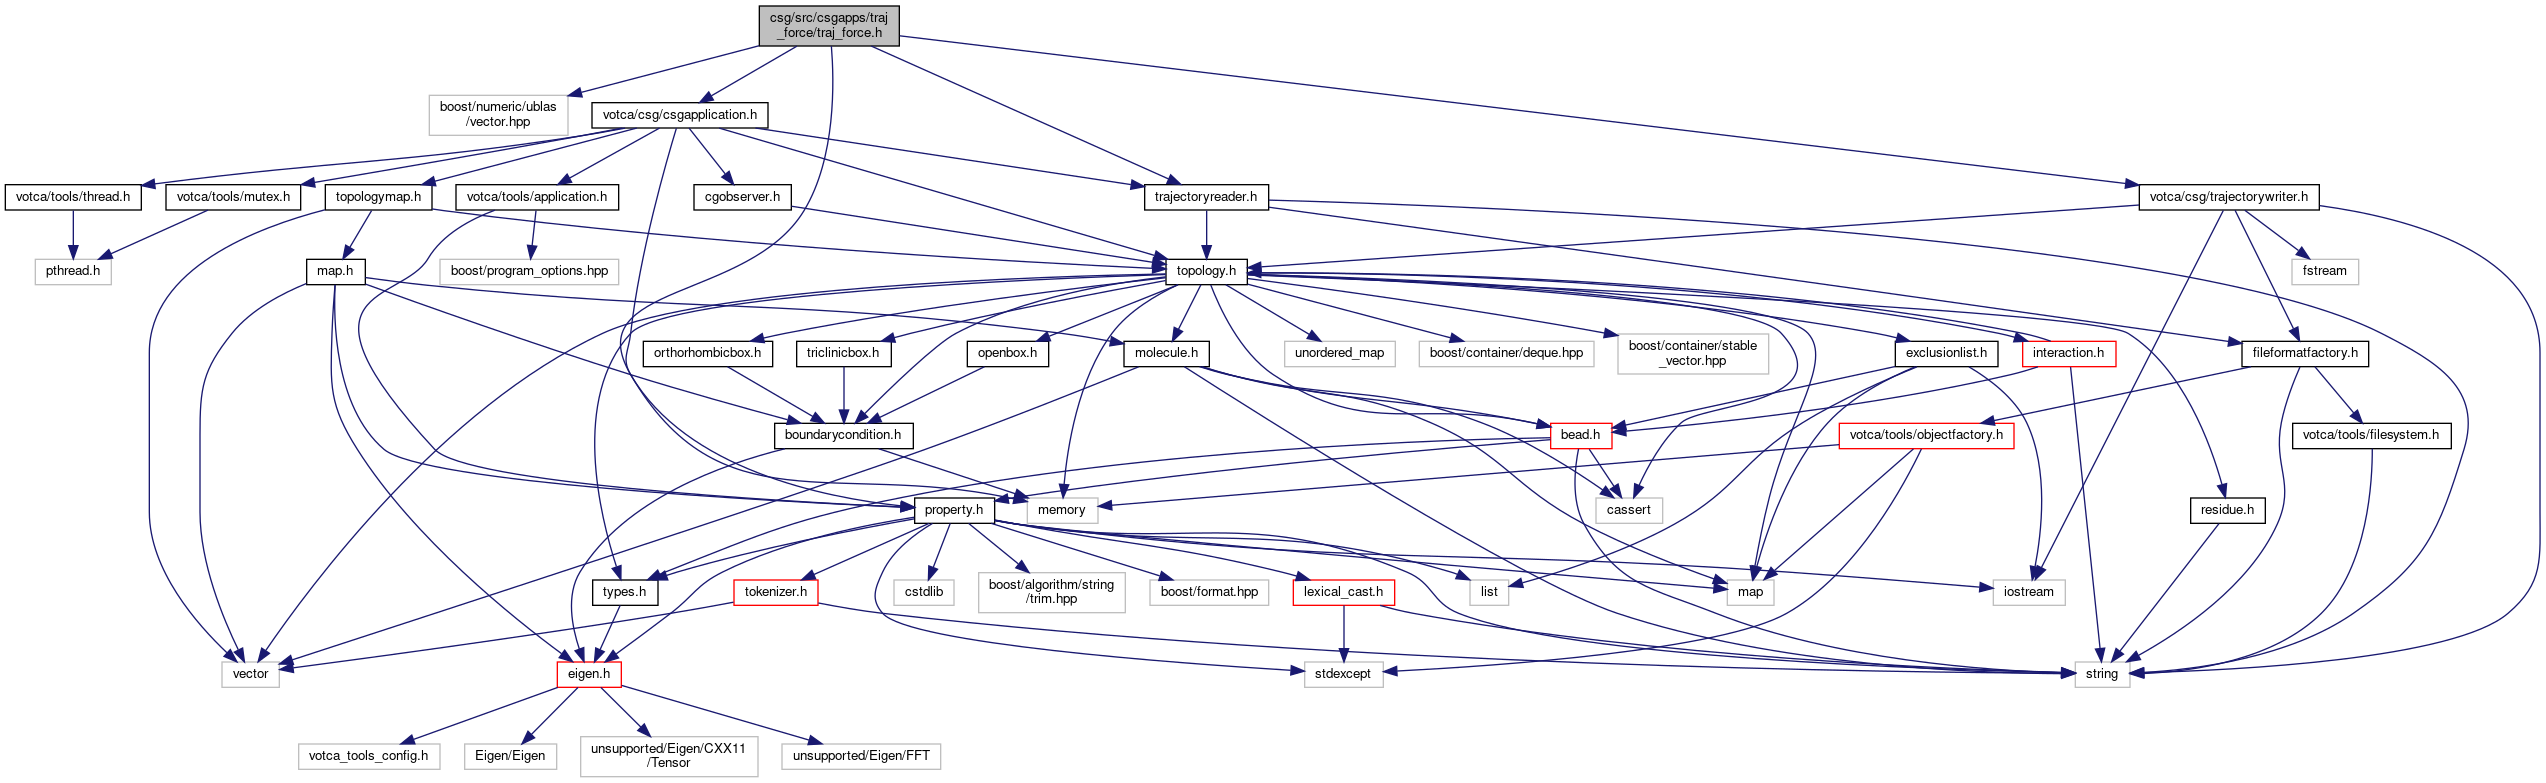 csg/src/csgapps/traj
_force/traj_force.h
boost/numeric/ublas
/vector.hpp
votca/csg/csgapplication.h
votca/tools/thread.h
votca/tools/mutex.h
topologymap.h
votca/tools/application.h
cgobserver.h
trajectoryreader.h
votca/csg/trajectorywriter.h
pthread.h
map.h
boost/program_options.hpp
topology.h
fstream
orthorhombicbox.h
triclinicbox.h
openbox.h
molecule.h
unordered_map
boost/container/deque.hpp
boost/container/stable
_vector.hpp
exclusionlist.h
interaction.h
fileformatfactory.h
boundarycondition.h
bead.h
votca/tools/objectfactory.h
votca/tools/filesystem.h
property.h
memory
cassert
residue.h
types.h
tokenizer.h
cstdlib
boost/algorithm/string
/trim.hpp
boost/format.hpp
lexical_cast.h
list
map
iostream
vector
eigen.h
stdexcept
string
votca_tools_config.h
Eigen/Eigen
unsupported/Eigen/CXX11
/Tensor
unsupported/Eigen/FFT